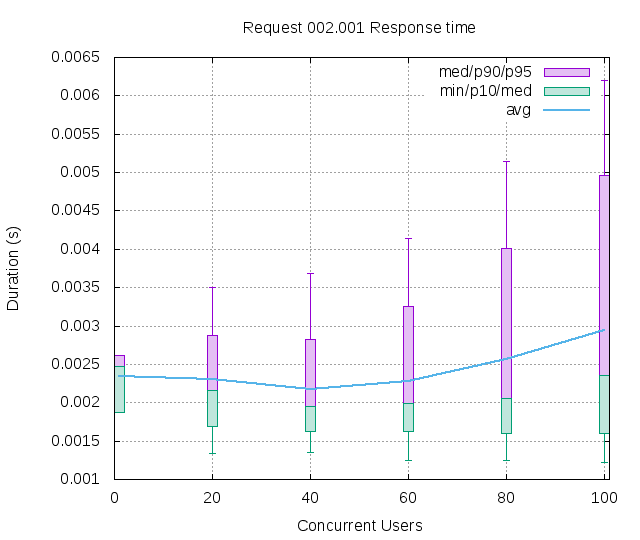 Request 002.001 Response time
med/p90/p95
min/p10/med
avg
Duration (s)
0.0065
0.006
0.0055
0.005
0.0045
0.004
0.0035
0.003
0.0025
0.002
0.0015
0.001
0 20 40 60 80 100
Concurrent Users